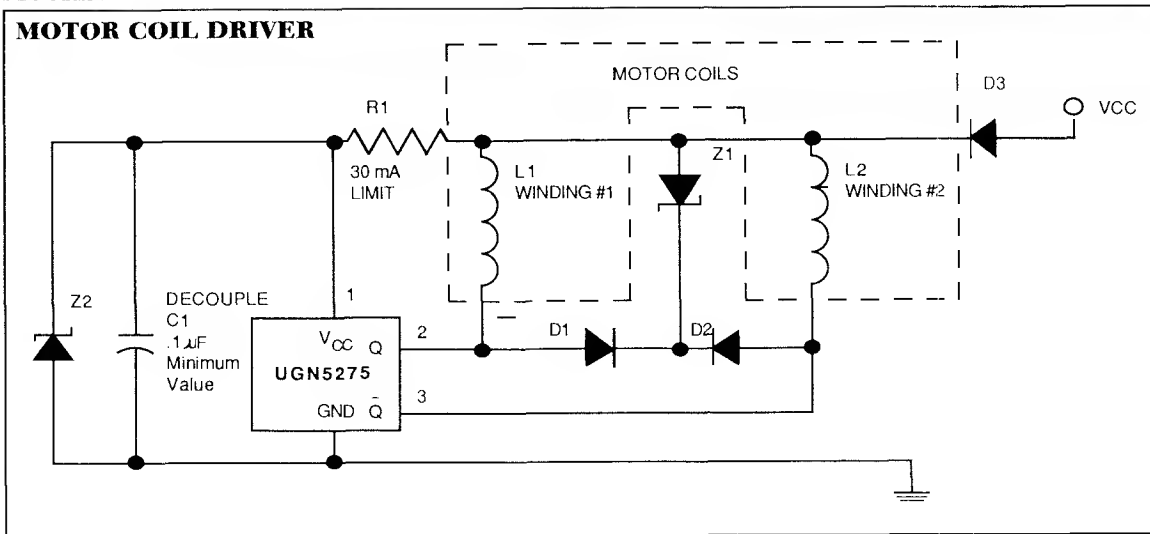 MOTOR COIL DRIVER
MOTOR COILS
D3
VCC
R1
30 mA
LIMIT
L1
WINDING #1
Z1
L2
WINDING #2
Z2
DECOUPLE
C1
.1µF
Minimum
Value
1
VCC Q
2
UGN5275
GND Q̄
3
D1
D2